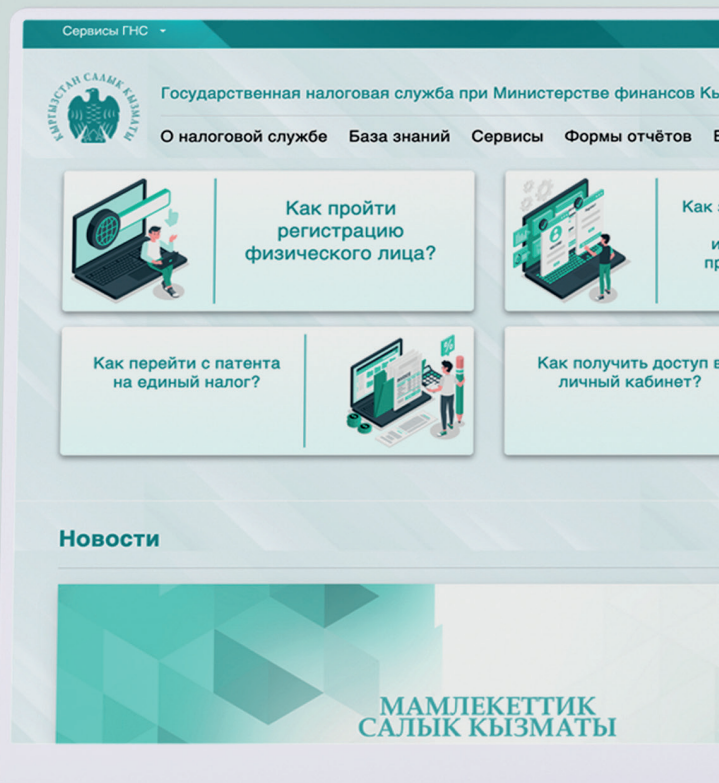 Сервисы ГНС
КЫРГЫЗСТАН САЛЫК КЫЗМАТЫ
Государственная налоговая служба при Министерстве финансов
О налоговой службе База знаний Сервисы Формы отчётов
Как пройти
регистрацию
физического лица?
Как
Как перейти с патента
на единый налог?
%
Как получить доступ в
личный кабинет?
Новости
МАМЛЕКЕТТИК
САЛЫК КЫЗМАТЫ